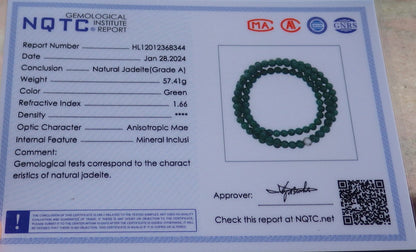 NQTC GEMOLOGICAL
INSTITUTE
REPORT
MA
CNAS
Report Number HL12012368344
Date Jan 28,2024
Conclusion Natural Jadeite(Grade A)
Weight 57.41g
Color Green
Refractive Index 1.66
Density ****
Optic Character Anisotropic Mae
Internal Feature Mineral Inclusi
Comment:
Gemological tests correspond to the charact
eristics of natural jadeite.
Approver:
Check this report at NQTC.net